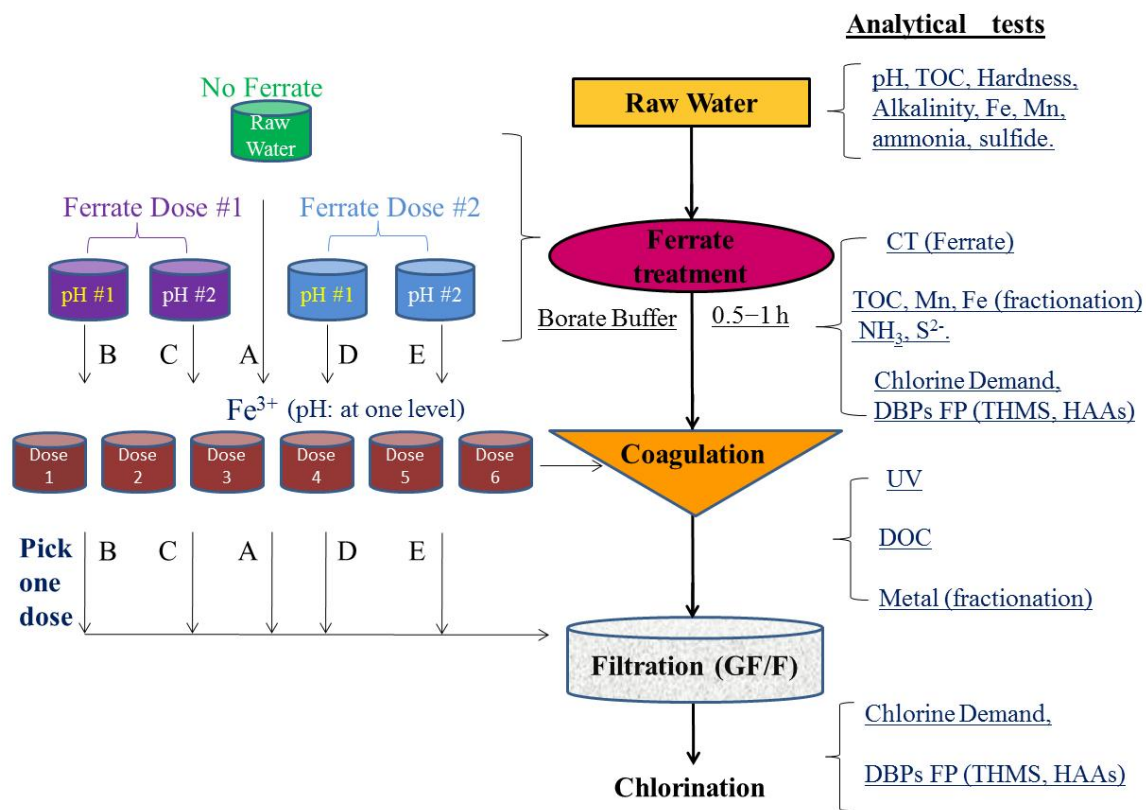 Analytical tests
No Ferrate
Raw
Water
Raw Water
pH, TOC, Hardness,
Alkalinity, Fe, Mn,
ammonia, sulfide.
Ferrate Dose #1
Ferrate Dose #2
pH #1
pH #2
pH #1
pH #2
Ferrate
treatment
Borate Buffer
0.5–1 h
CT (Ferrate)
TOC, Mn, Fe (fractionation)
NH₃, S²⁻.
Chlorine Demand,
DBPs FP (THMS, HAAs)
B
C
A
D
E
Fe³⁺ (pH: at one level)
Dose
1
Dose
2
Dose
3
Dose
4
Dose
5
Dose
6
Coagulation
UV
DOC
Metal (fractionation)
Pick
one
dose
B
C
A
D
E
Filtration (GF/F)
Chlorine Demand,
DBPs FP (THMS, HAAs)
Chlorination